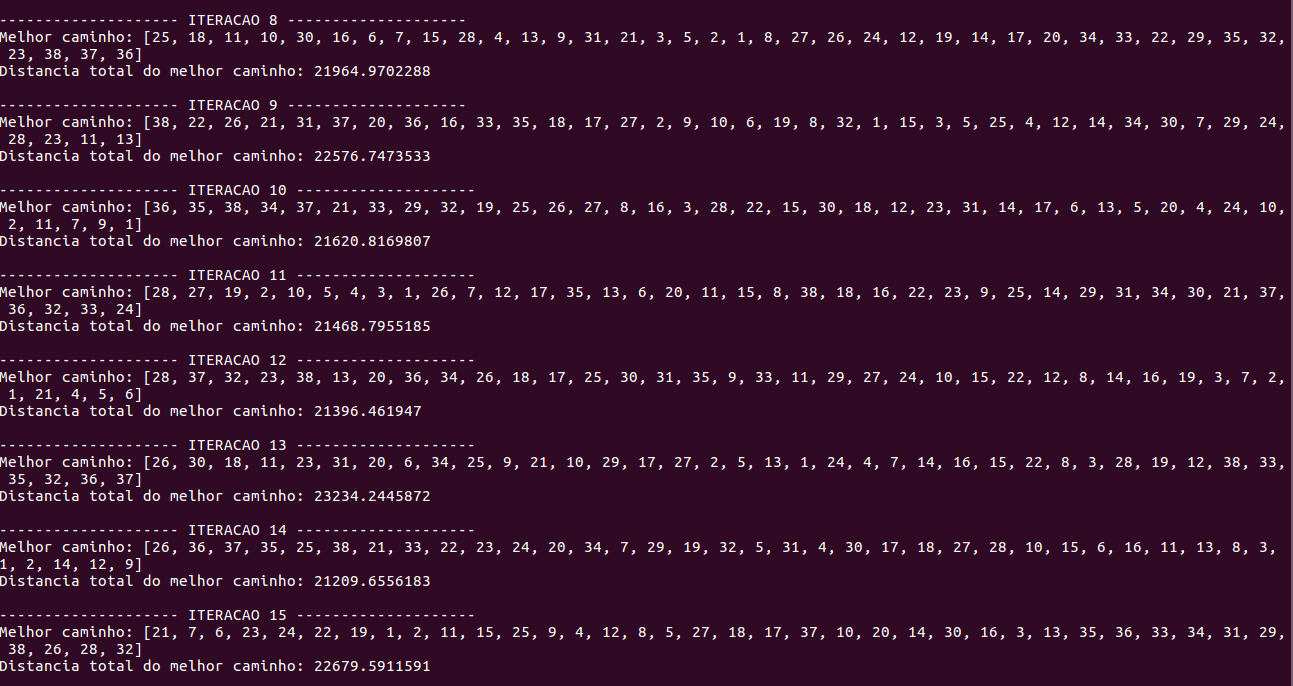 -------------------- ITERACAO 8 --------------------
Melhor caminho: [25, 18, 11, 10, 30, 16, 6, 7, 15, 28, 4, 13, 9, 31, 21, 3, 5, 2, 1, 8, 27, 26, 24, 12, 19, 14, 17, 20, 34, 33, 22, 29, 35, 32,
23, 38, 37, 36]
Distancia total do melhor caminho: 21964.9702288
-------------------- ITERACAO 9 --------------------
Melhor caminho: [38, 22, 26, 21, 31, 37, 20, 36, 16, 33, 35, 18, 17, 27, 2, 9, 10, 6, 19, 8, 32, 1, 15, 3, 5, 25, 4, 12, 14, 34, 30, 7, 29, 24,
28, 23, 11, 13]
Distancia total do melhor caminho: 22576.7473533
-------------------- ITERACAO 10 --------------------
Melhor caminho: [36, 35, 38, 34, 37, 21, 33, 29, 32, 19, 25, 26, 27, 8, 16, 3, 28, 22, 15, 30, 18, 12, 23, 31, 14, 17, 6, 13, 5, 20, 4, 24, 10,
2, 11, 7, 9, 1]
Distancia total do melhor caminho: 21620.8169807
-------------------- ITERACAO 11 --------------------
Melhor caminho: [28, 27, 19, 2, 10, 5, 4, 3, 1, 26, 7, 12, 17, 35, 13, 6, 20, 11, 15, 8, 38, 18, 16, 22, 23, 9, 25, 14, 29, 31, 34, 30, 21, 37,
36, 32, 33, 24]
Distancia total do melhor caminho: 21468.7955185
-------------------- ITERACAO 12 --------------------
Melhor caminho: [28, 37, 32, 23, 38, 13, 20, 36, 34, 26, 18, 17, 25, 30, 31, 35, 9, 33, 11, 29, 27, 24, 10, 15, 22, 12, 8, 14, 16, 19, 3, 7, 2,
1, 21, 4, 5, 6]
Distancia total do melhor caminho: 21396.461947
-------------------- ITERACAO 13 --------------------
Melhor caminho: [26, 30, 18, 11, 23, 31, 20, 6, 34, 25, 9, 21, 10, 29, 17, 27, 2, 5, 13, 1, 24, 4, 7, 14, 16, 15, 22, 8, 3, 28, 19, 12, 38, 33,
35, 32, 36, 37]
Distancia total do melhor caminho: 23234.2445872
-------------------- ITERACAO 14 --------------------
Melhor caminho: [26, 36, 37, 35, 25, 38, 21, 33, 22, 23, 24, 20, 34, 7, 29, 19, 32, 5, 31, 4, 30, 17, 18, 27, 28, 10, 15, 6, 16, 11, 13, 8, 3,
1, 2, 14, 12, 9]
Distancia total do melhor caminho: 21209.6556183
-------------------- ITERACAO 15 --------------------
Melhor caminho: [21, 7, 6, 23, 24, 22, 19, 1, 2, 11, 15, 25, 9, 4, 12, 8, 5, 27, 18, 17, 37, 10, 20, 14, 30, 16, 3, 13, 35, 36, 33, 34, 31, 29,
38, 26, 28, 32]
Distancia total do melhor caminho: 22679.5911591